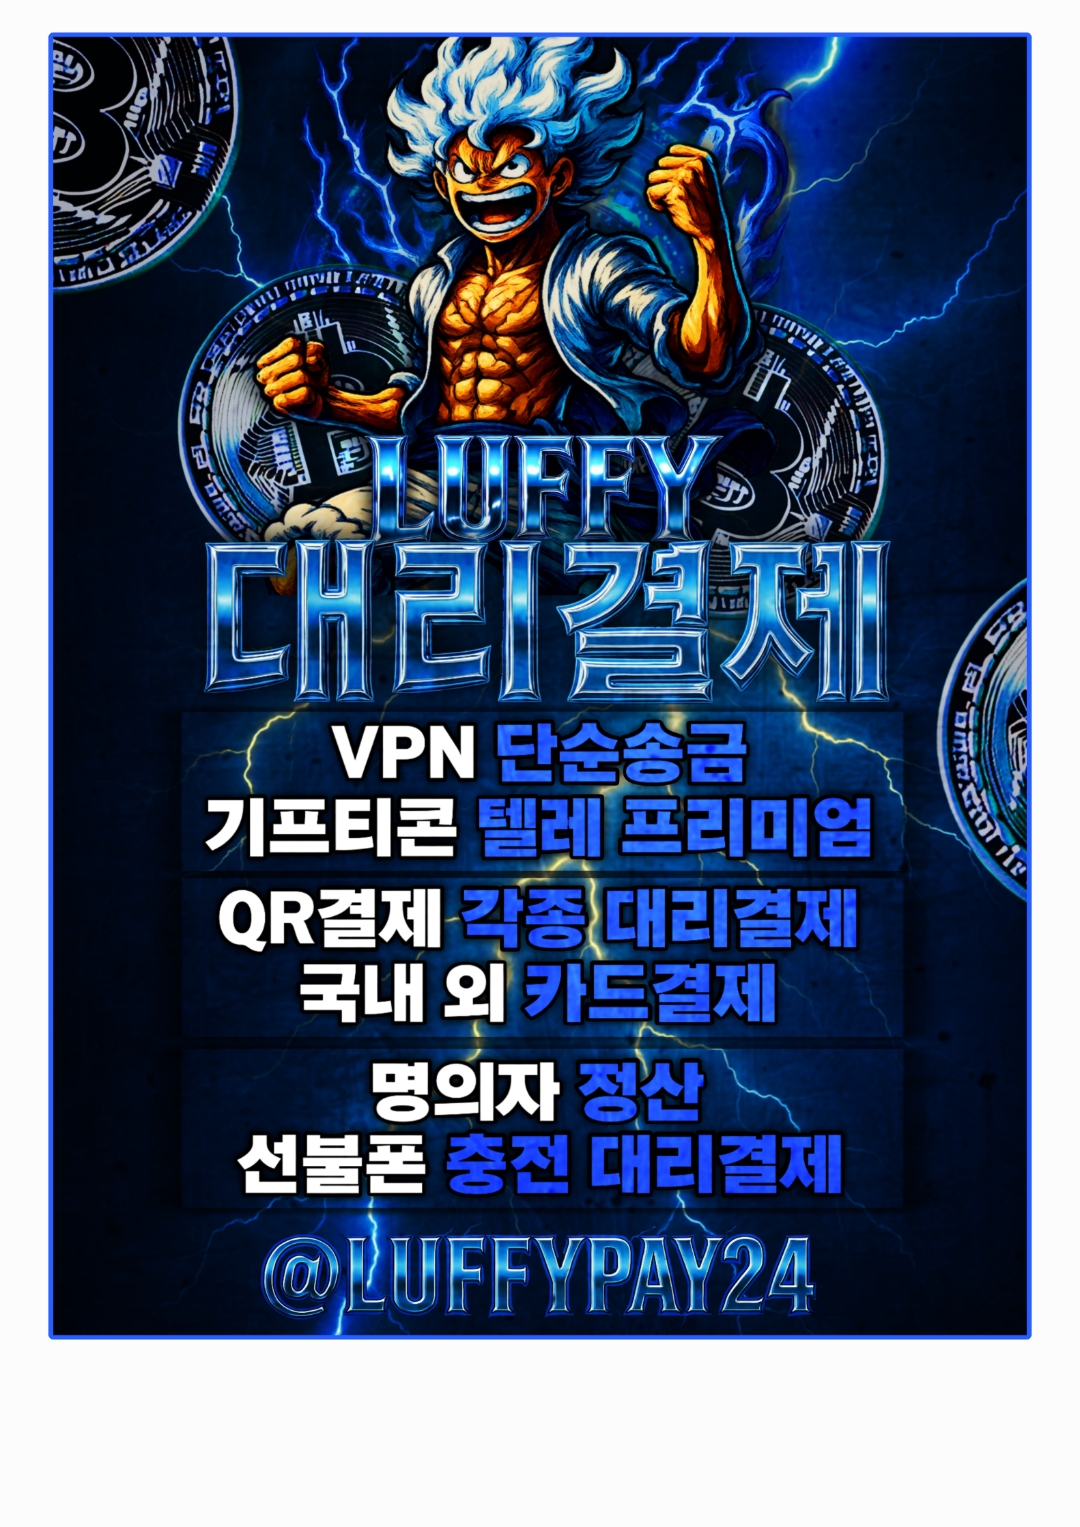 LUFFY
대리결제
VPN 단순송금
기프티콘 텔레 프리미엄
QR결제 각종 대리결제
국내 외 카드결제
명의자 정산
선불폰 충전 대리결제
@LUFFYPAY24